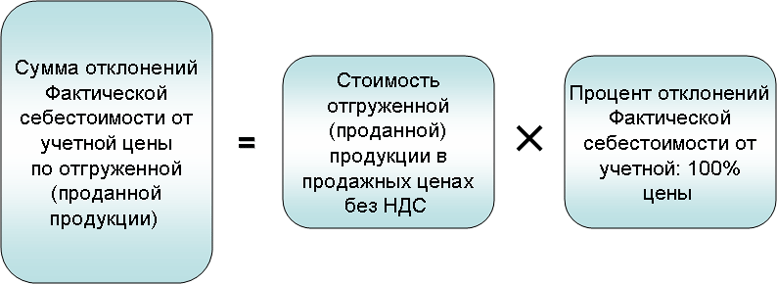 Сумма отклонений
Фактической
себестоимости от
учетной цены
по отгруженной
(проданной
продукции)
=
Стоимость
отгруженной
(проданной)
продукции в
продажных ценах
без НДС
×
Процент отклонений
Фактической
себестоимости от
учетной: 100%
цены